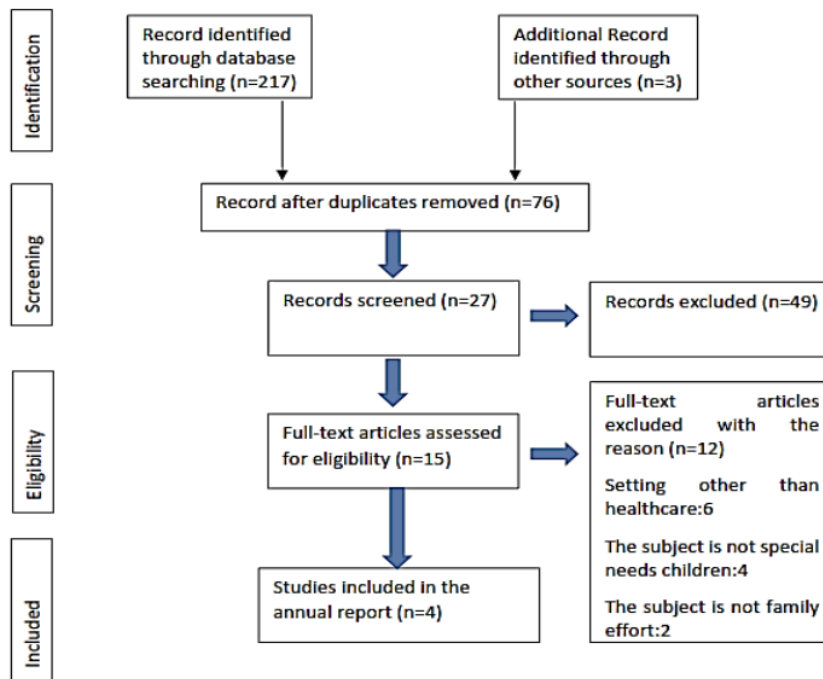 Identification
Record identified
through database
searching (n=217)
Additional Record
identified through
other sources (n=3)
Screening
Record after duplicates removed (n=76)
Records screened (n=27)
Records excluded (n=49)
Eligibility
Full-text articles assessed
for eligibility (n=15)
Full-text articles
excluded with the
reason (n=12)
Setting other than
healthcare:6
The subject is not special
needs children:4
The subject is not family
effort:2
Included
Studies included in the
annual report (n=4)